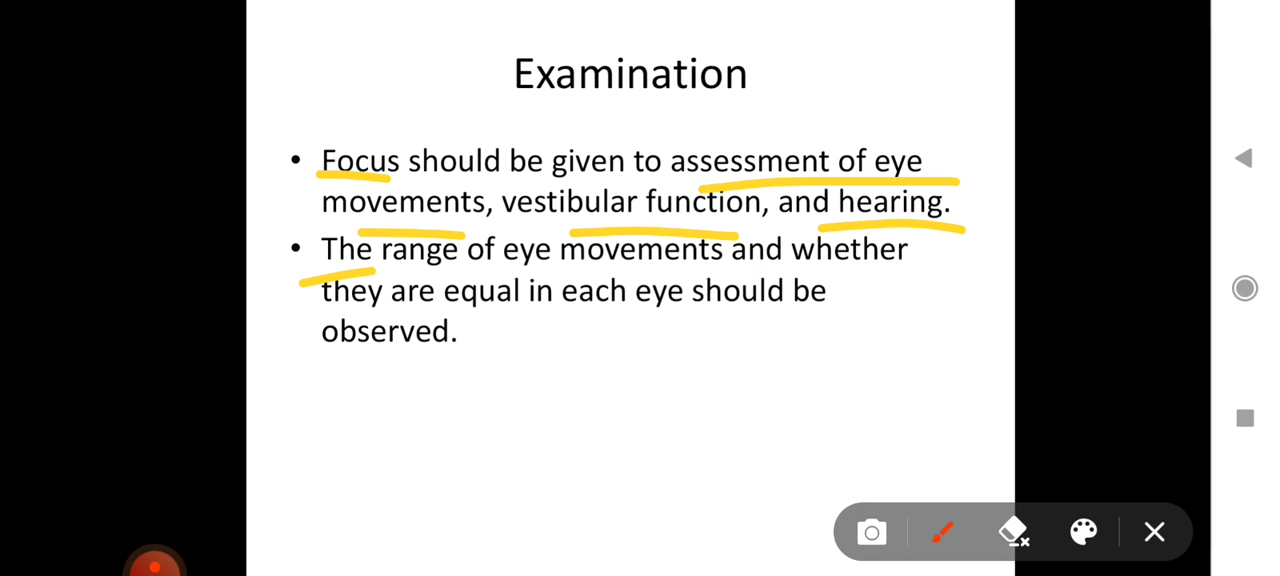 Examination
• Focus should be given to assessment of eye
movements, vestibular function, and hearing.
• The range of eye movements and whether
they are equal in each eye should be
observed.